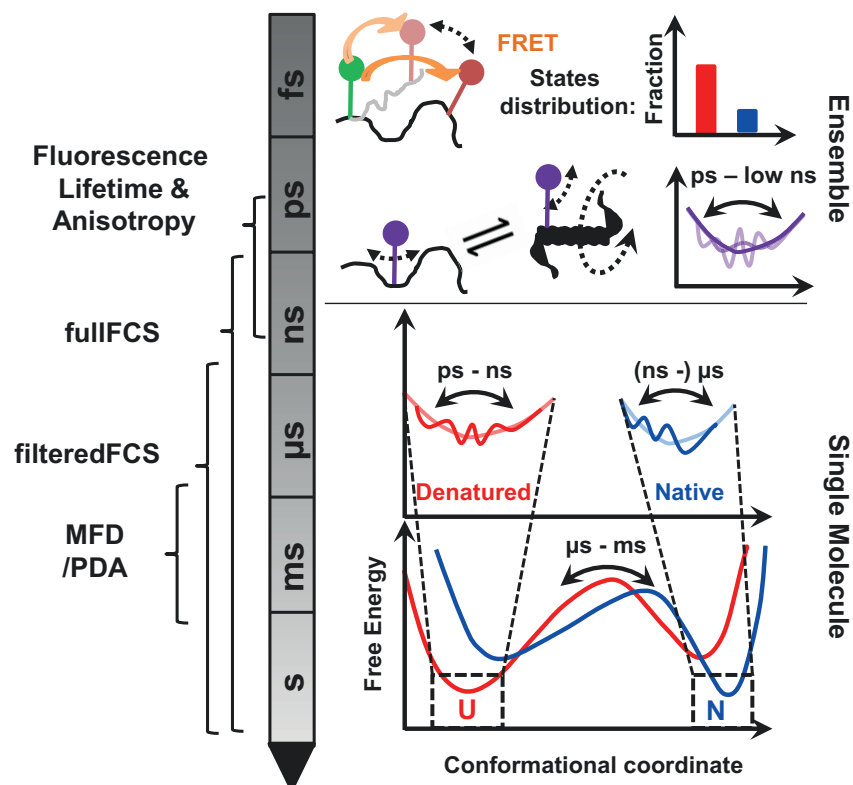 fs
ps
ns
µs
ms
s
Fluorescence
Lifetime &
Anisotropy
fullFCS
filteredFCS
MFD
/PDA
FRET
States
distribution:
Fraction
ps – low ns
Ensemble
ps - ns
(ns -) µs
Denatured
Native
µs - ms
Free Energy
U
N
Conformational coordinate
Single Molecule